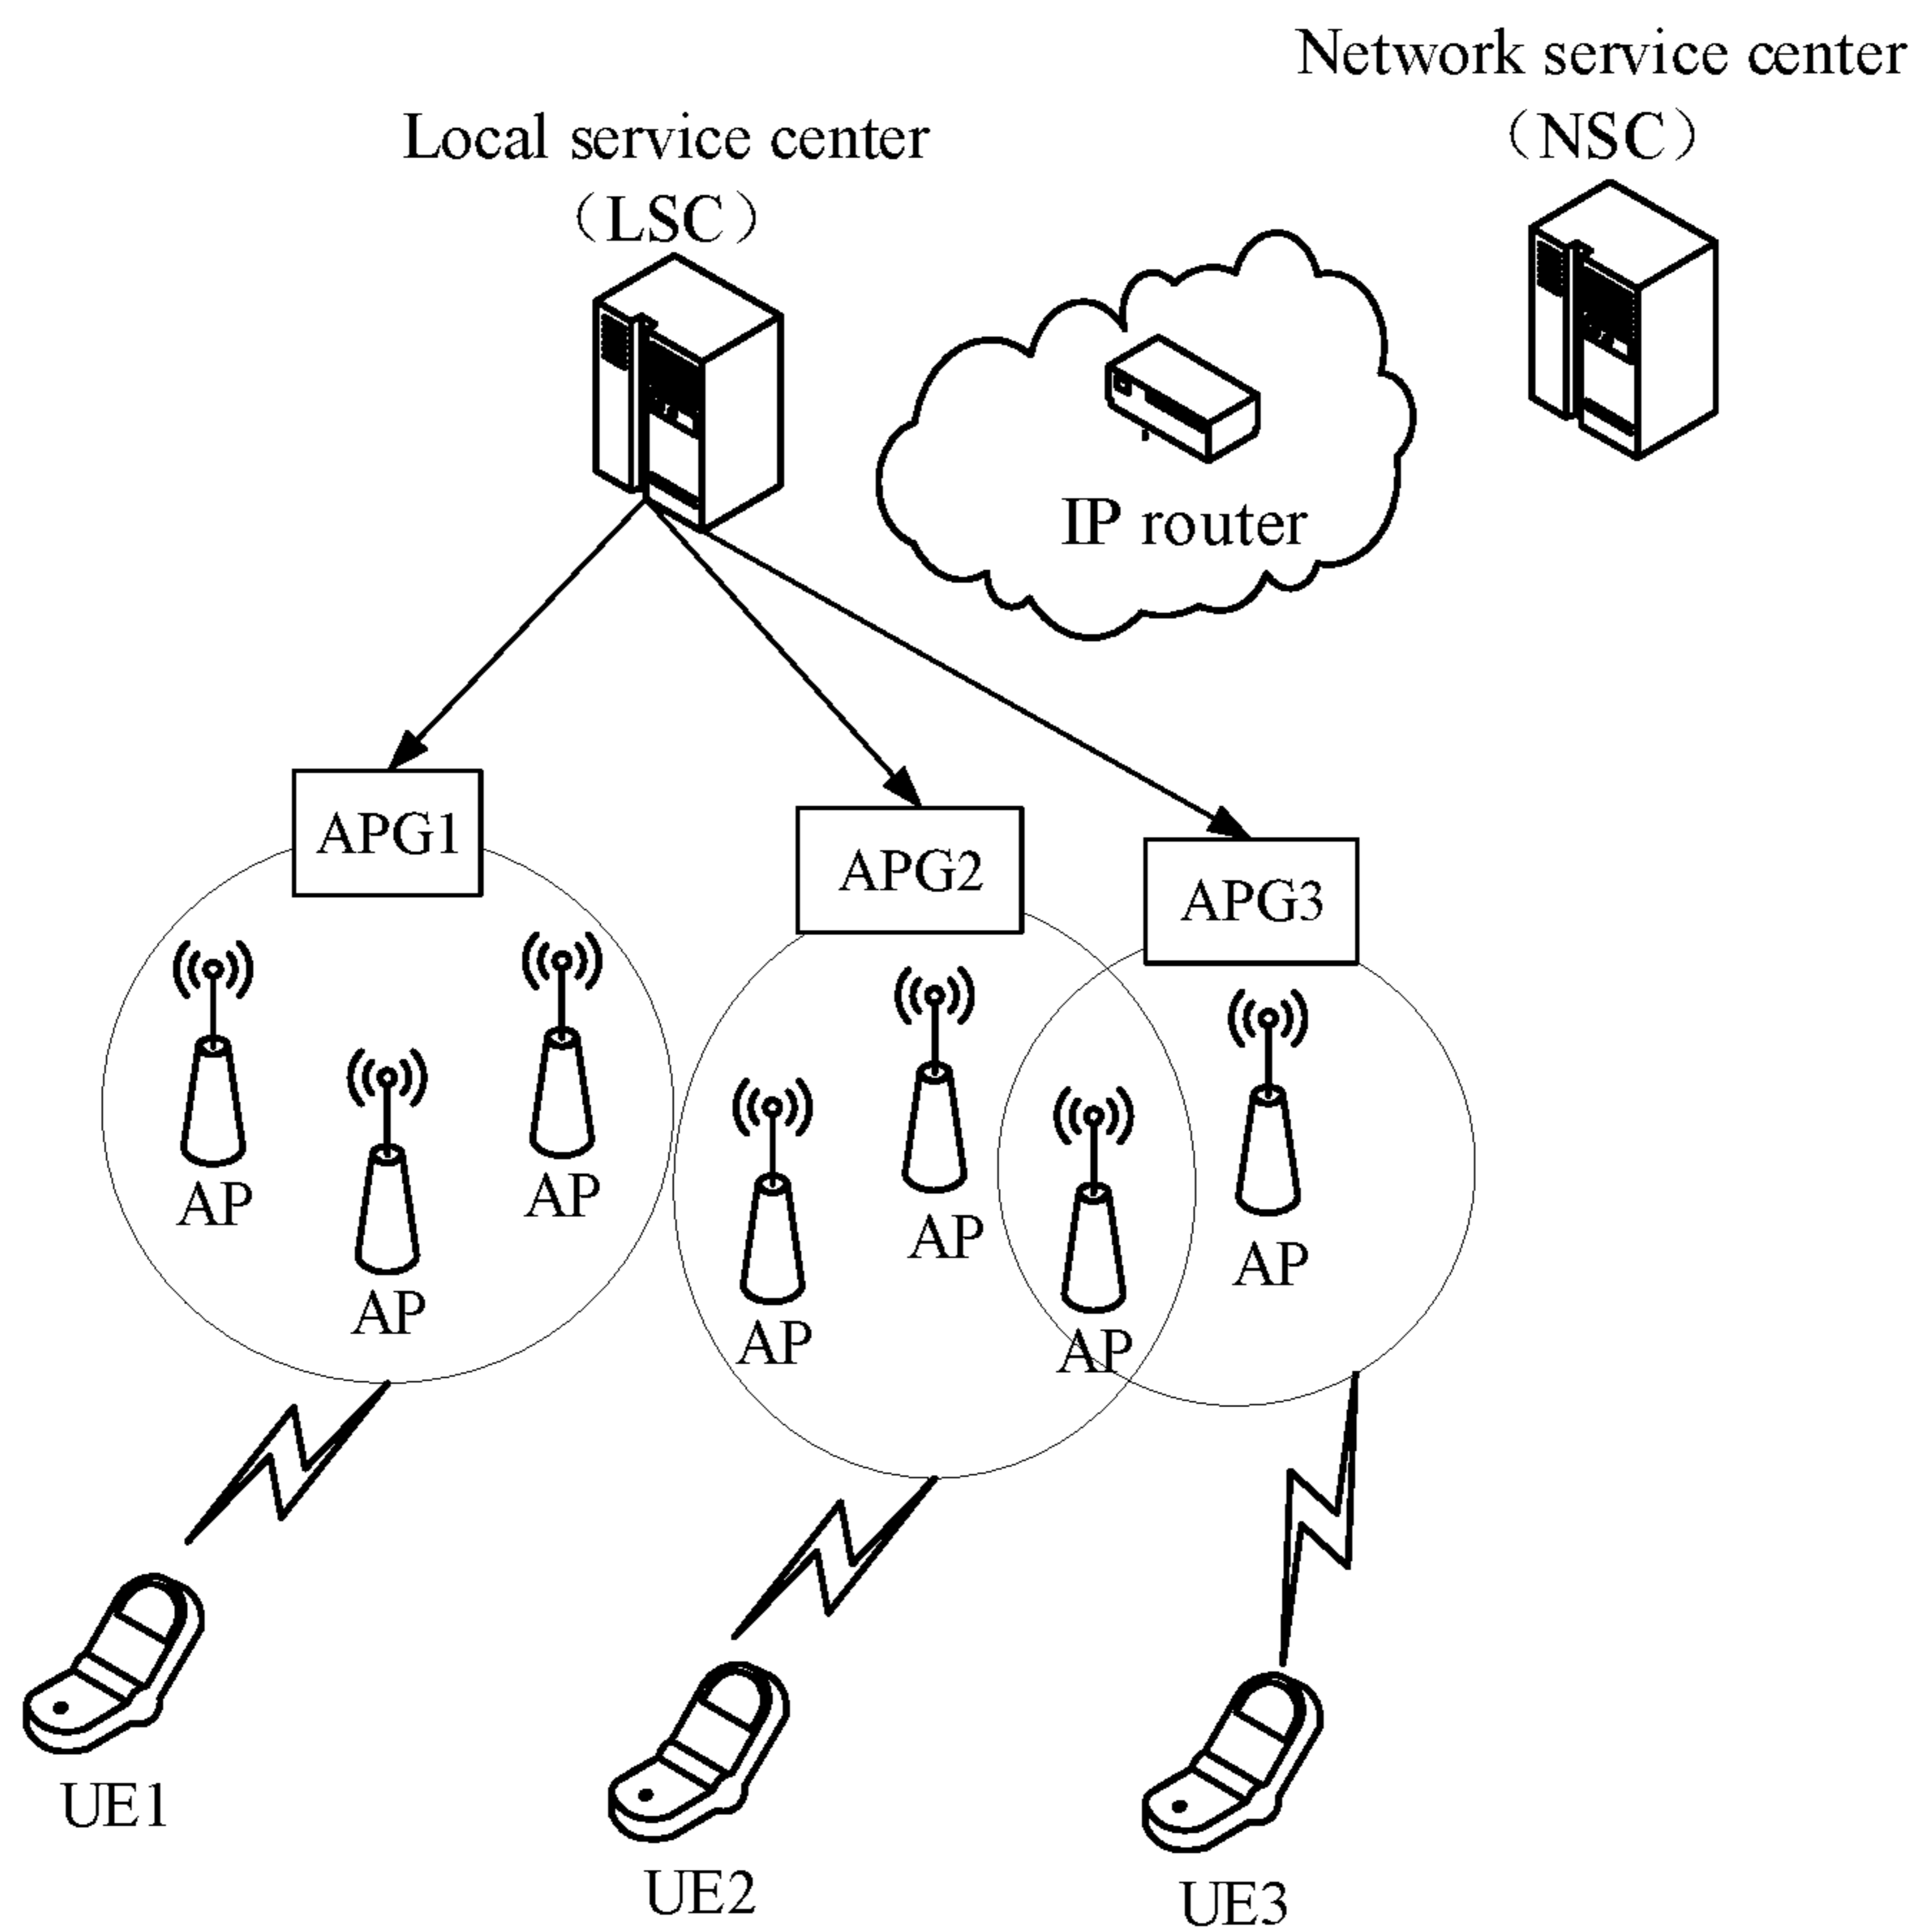 Network service center
（NSC）
Local service center
（LSC）
IP router
APG1
APG2
APG3
AP
AP
AP
AP
AP
AP
AP
UE1
UE2
UE3